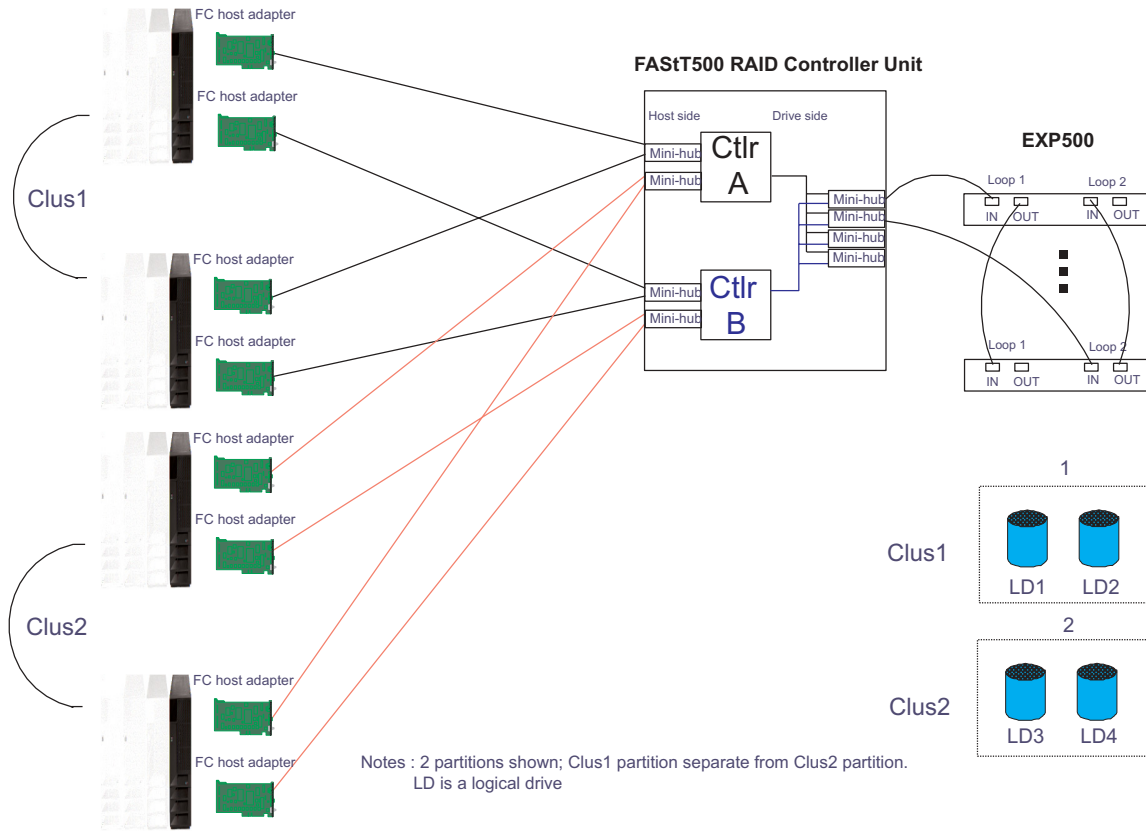 FC host adapter
FC host adapter
Clus1
FC host adapter
FC host adapter
FC host adapter
FC host adapter
Clus2
FC host adapter
FC host adapter
FAStT500 RAID Controller Unit
Host side
Drive side
Mini-hub
Mini-hub
Ctlr
A
Mini-hub
Mini-hub
Mini-hub
Mini-hub
Mini-hub
Mini-hub
Ctlr
B
EXP500
Loop 1
Loop 2
IN
OUT
IN
OUT
Loop 1
Loop 2
IN
OUT
IN
OUT
1
Clus1
LD1
LD2
2
Clus2
LD3
LD4
Notes : 2 partitions shown; Clus1 partition separate from Clus2 partition.
LD is a logical drive